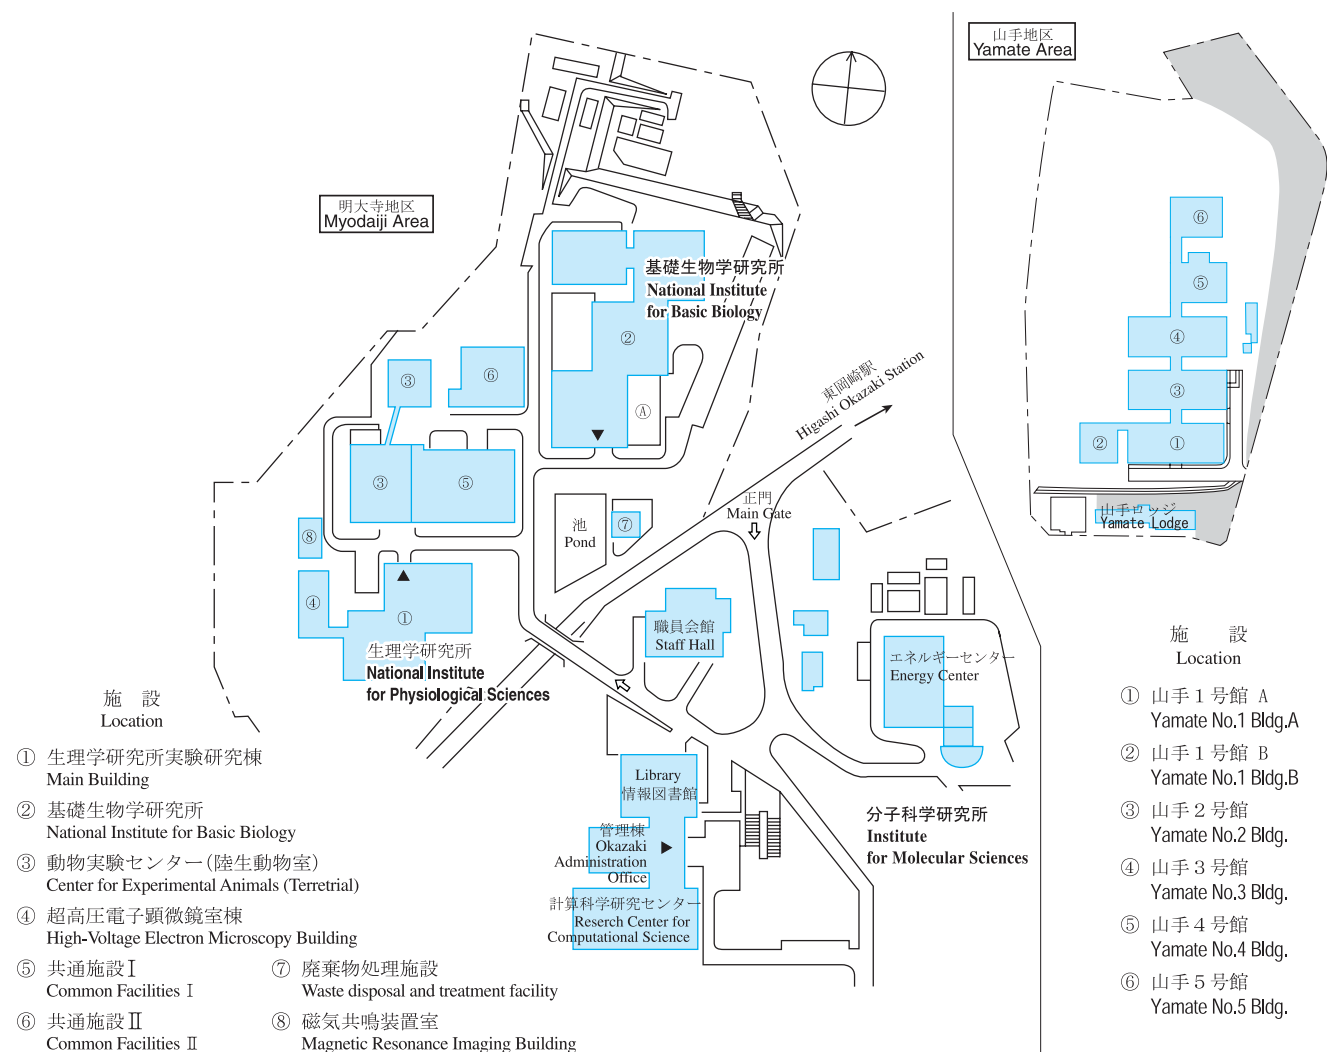 山手地区
Yamate Area
明大寺地区
Myodaiji Area
基礎生物学研究所
National Institute
for Basic Biology
②
⑥
③
Ⓐ
③
⑤
東岡崎駅
Higashi Okazaki Station
正門
Main Gate
池
Pond
⑦
⑧
④
①
生理学研究所
National Institute
for Physiological Sciences
職員会館
Staff Hall
エネルギーセンター
Energy Center
Library
情報図書館
管理棟
Okazaki
Administration
Office
計算科学研究センター
Reserch Center for
Computational Science
分子科学研究所
Institute
for Molecular Sciences
⑥
⑤
④
③
②
①
山手ロッジ
Yamate Lodge
施 設
Location
① 生理学研究所実験研究棟
Main Building
② 基礎生物学研究所
National Institute for Basic Biology
③ 動物実験センター（陸生動物室）
Center for Experimental Animals (Terretrial)
④ 超高圧電子顕微鏡室棟
High-Voltage Electron Microscopy Building
⑤ 共通施設Ⅰ
Common Facilities Ⅰ
⑥ 共通施設Ⅱ
Common Facilities Ⅱ
⑦ 廃棄物処理施設
Waste disposal and treatment facility
⑧ 磁気共鳴装置室
Magnetic Resonance Imaging Building
施 設
Location
① 山手１号館 A
Yamate No.1 Bldg.A
② 山手１号館 B
Yamate No.1 Bldg.B
③ 山手２号館
Yamate No.2 Bldg.
④ 山手３号館
Yamate No.3 Bldg.
⑤ 山手４号館
Yamate No.4 Bldg.
⑥ 山手５号館
Yamate No.5 Bldg.